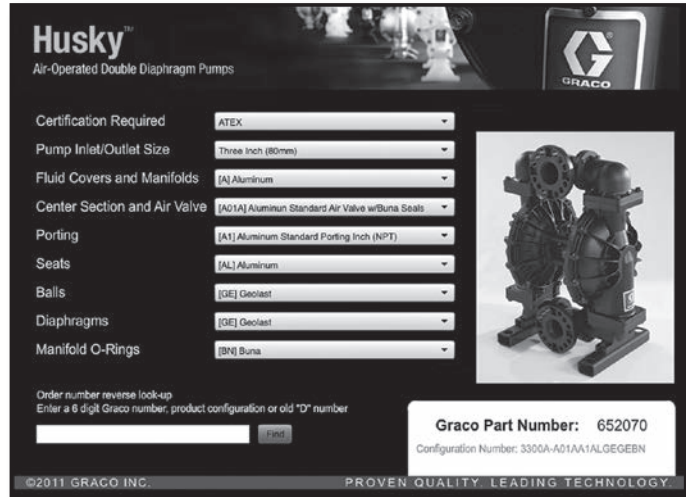 Husky™
Air-Operated Double Diaphragm Pumps
GRACO
Certification Required ATEX
Pump Inlet/Outlet Size Three Inch (80mm)
Fluid Covers and Manifolds [A] Aluminum
Center Section and Air Valve [A01A] Aluminun Standard Air Valve w/Buna Seals
Porting [A1] Aluminum Standard Porting Inch (NPT)
Seats [AL] Aluminum
Balls [GE] Geolast
Diaphragms [GE] Geolast
Manifold O-Rings [BN] Buna
Order number reverse look-up
Enter a 6 digit Graco number, product configuration or old "D" number
Find
Graco Part Number: 652070
Configuration Number: 3300A-A01AA1ALGEGEBN
©2011 GRACO INC. PROVEN QUALITY. LEADING TECHNOLOGY.